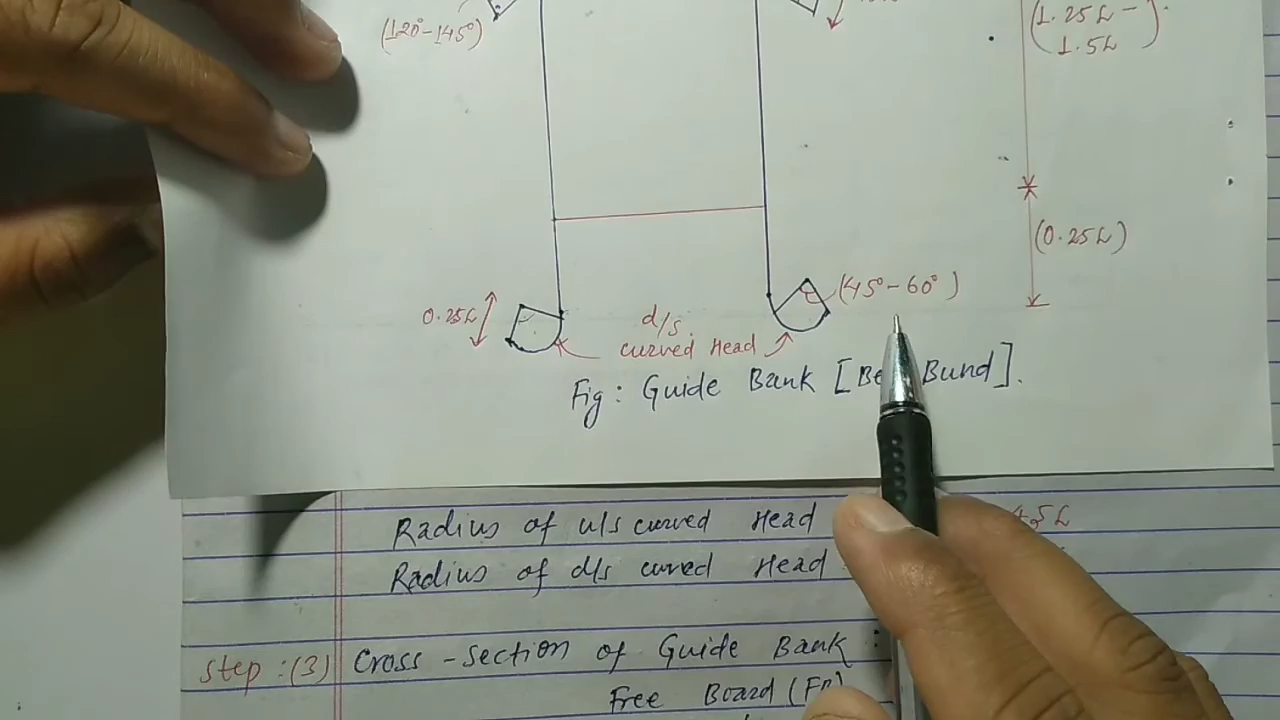 (120°-145°)
(1.25L-
1.5L)
(0.25L)
(45°-60°)
0.25L
d/s
curved Head
Fig: Guide Bank [Bund].
Radius of u/s curved Head
Radius of d/s curved Head
Step:(3) Cross-section of Guide Bank:
Free Board (